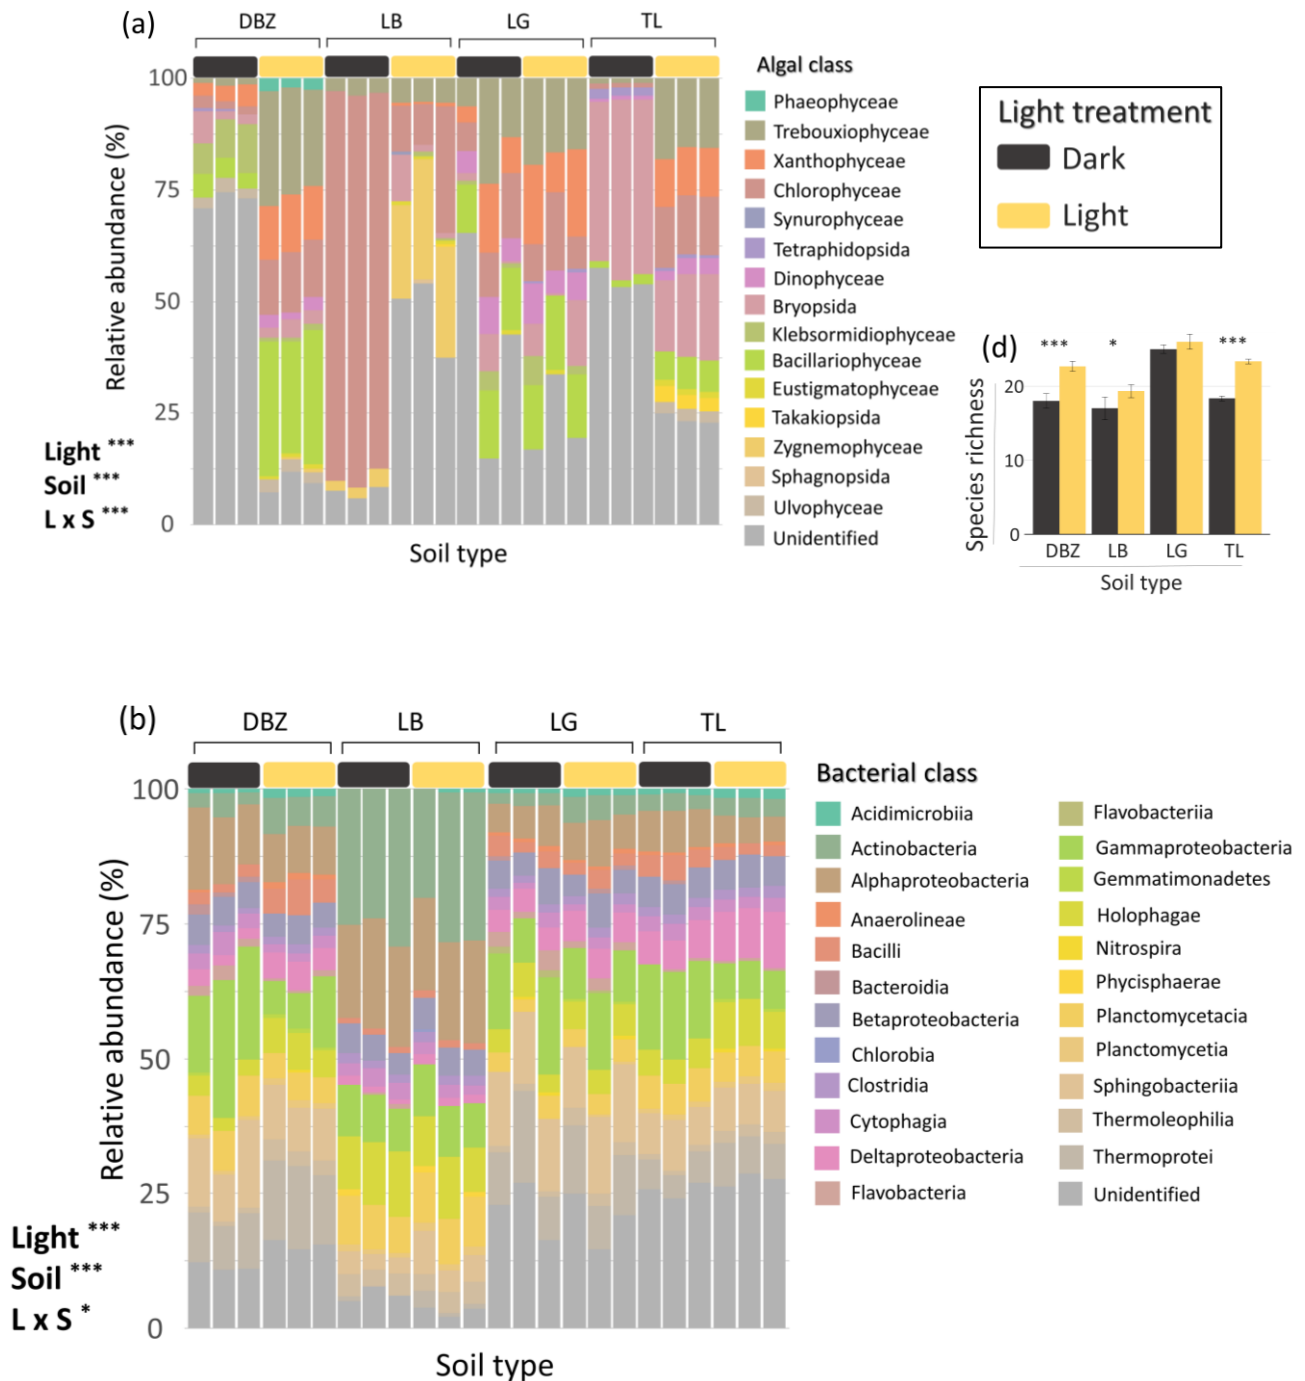 (a)
DBZ LB LG TL
100
75
50
25
0
Relative abundance (%)
Light ***
Soil ***
L x S ***
Soil type
Algal class
Phaeophyceae
Trebouxiophyceae
Xanthophyceae
Chlorophyceae
Synurophyceae
Tetraphidopsida
Dinophyceae
Bryopsida
Klebsormidiophyceae
Bacillariophyceae
Eustigmatophyceae
Takakiopsida
Zygnemophyceae
Sphagnopsida
Ulvophyceae
Unidentified
Light treatment
Dark
Light
(d)
*** * ***
20
10
0
Species richness
DBZ LB LG TL
Soil type
(b)
DBZ LB LG TL
100
75
50
25
0
Relative abundance (%)
Light ***
Soil ***
L x S *
Soil type
Bacterial class
Acidimicrobiia
Actinobacteria
Alphaproteobacteria
Anaerolineae
Bacilli
Bacteroidia
Betaproteobacteria
Chlorobia
Clostridia
Cytophagia
Deltaproteobacteria
Flavobacteria
Flavobacteriia
Gammaproteobacteria
Gemmatimonadetes
Holophagae
Nitrospira
Phycisphaerae
Planctomycetacia
Planctomycetia
Sphingobacteriia
Thermoleophilia
Thermoprotei
Unidentified